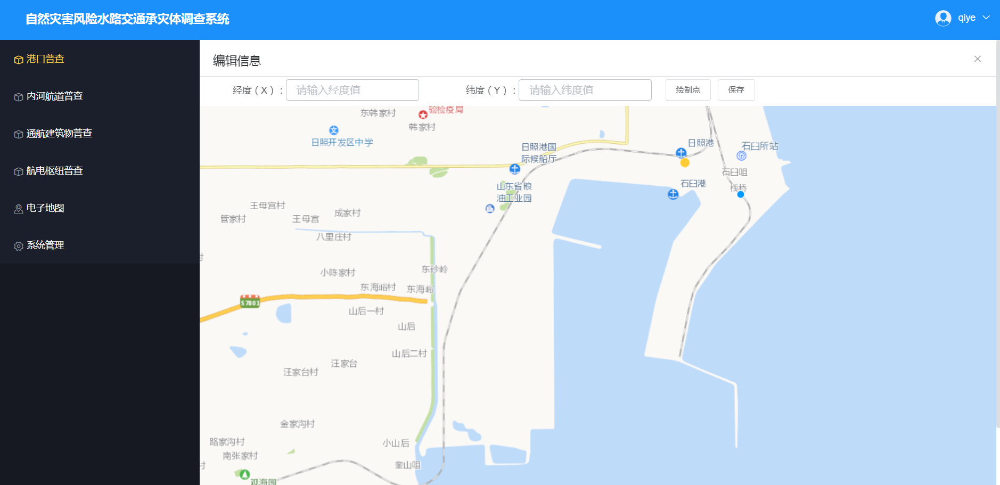 自然灾害风险水路交通承灾体调查系统
qiye
港口普查
内河航道普查
通航建筑物普查
航电枢纽普查
电子地图
系统管理
编辑信息
经度（X）：
请输入经度值
纬度（Y）：
请输入纬度值
绘制点
保存
东韩家村
验检疫局
韩家村
文
日照开发区中学
日照港国
际候船厅
日照港
石臼所站
石臼咀
石臼港
栈桥
山东省粮
油工业园
王母宫村
管家村
王母宫
成家村
八里庄村
村
小陈家村
东砂岭
东海峪村
东海峪
S7801
山后一村
山后
山后二村
汪家台
汪家台村
金家沟村
路家沟村
南张家村
小山后
村
奎山咀
观海园